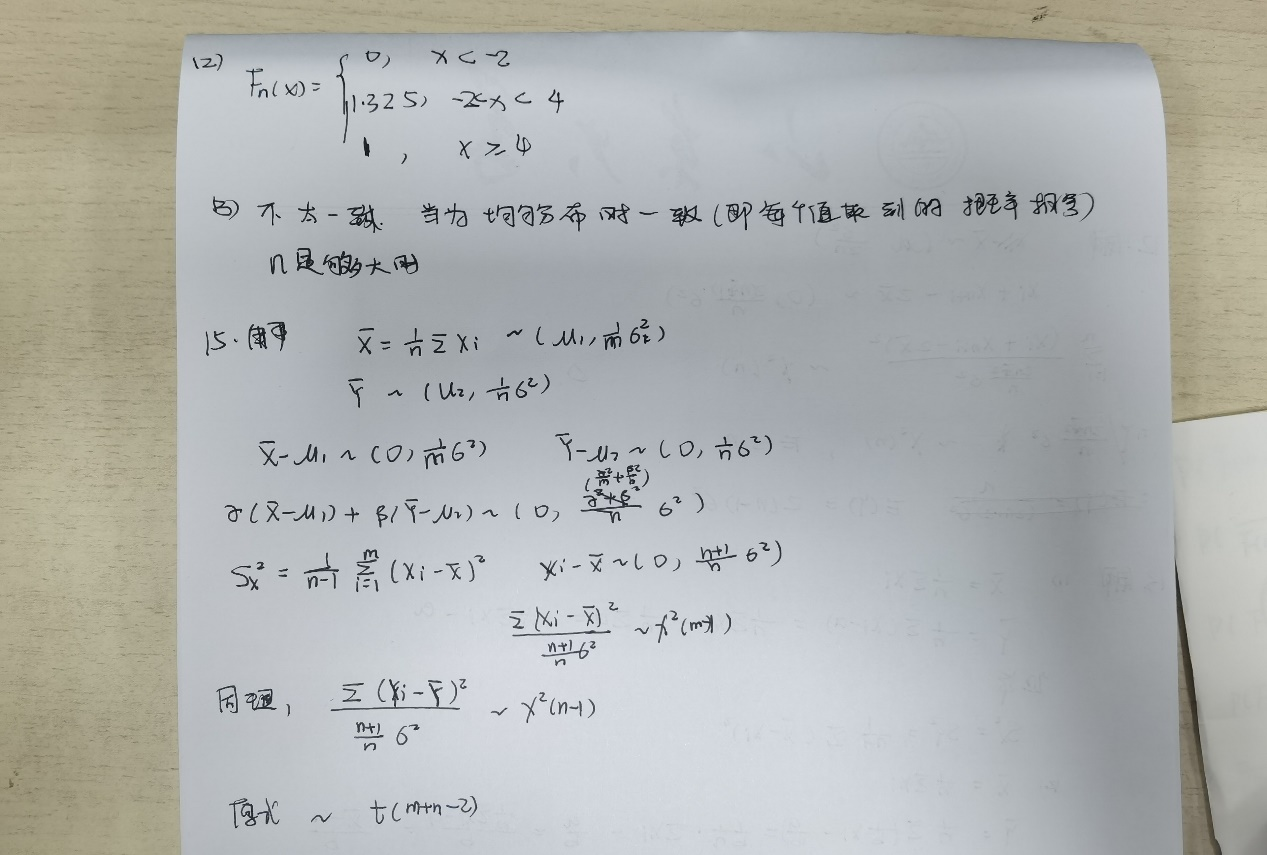 (2) Fn(x) = { 0, x < -2
1.325, -2<x < 4
1, x ≥ 4
不太一致. 当为均匀分布时一致(即每个值取到的概率相等)
n足够大时
15. 解 X̄ = 1/n Σ Xi ~ (μ1, 1/m σ²)
Ȳ ~ (μ2, 1/n σ²)
X̄-μ1 ~ (0, 1/m σ²) Ȳ-μ2 ~ (0, 1/n σ²)
(α²/m + β²/n)
α(X̄-μ1) + β(Ȳ-μ2) ~ (0, σ²)
Sx² = 1/(n-1) Σ_{i=1}^{m} (Xi-X̄)² Xi-X̄ ~ (0, (n+1)/n σ²)
Σ(Xi-X̄)² / ((n+1)/n σ²) ~ χ²(m-1)
同理, Σ(Yi-Ȳ)² / ((n+1)/n σ²) ~ χ²(n-1)
原式 ~ t(m+n-2)